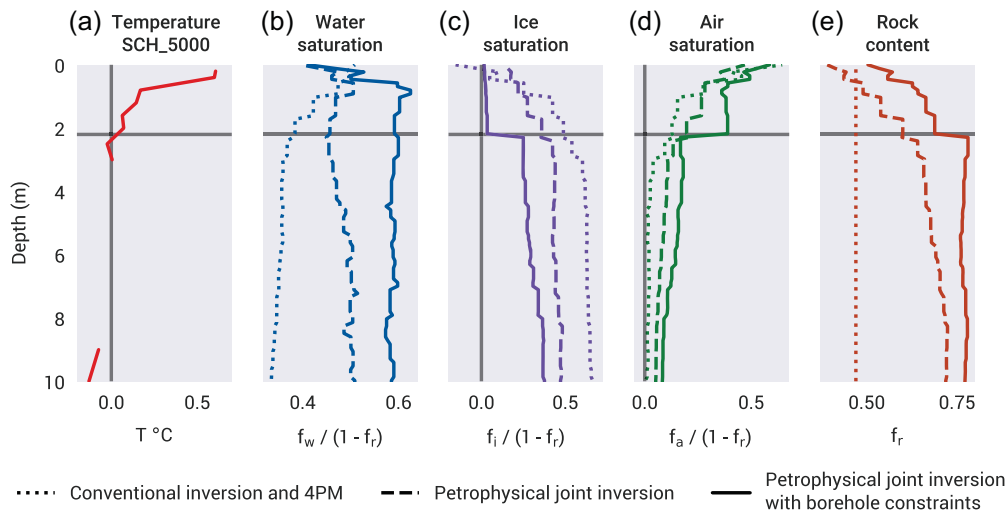 (a) Temperature SCH_5000
(b) Water saturation
(c) Ice saturation
(d) Air saturation
(e) Rock content
Depth (m)
0
2
4
6
8
10
0.0 0.5
0.4 0.6
0.0 0.5
0.0 0.5
0.50 0.75
T °C
f_w / (1 - f_r)
f_i / (1 - f_r)
f_a / (1 - f_r)
f_r
Conventional inversion and 4PM
Petrophysical joint inversion
Petrophysical joint inversion
with borehole constraints